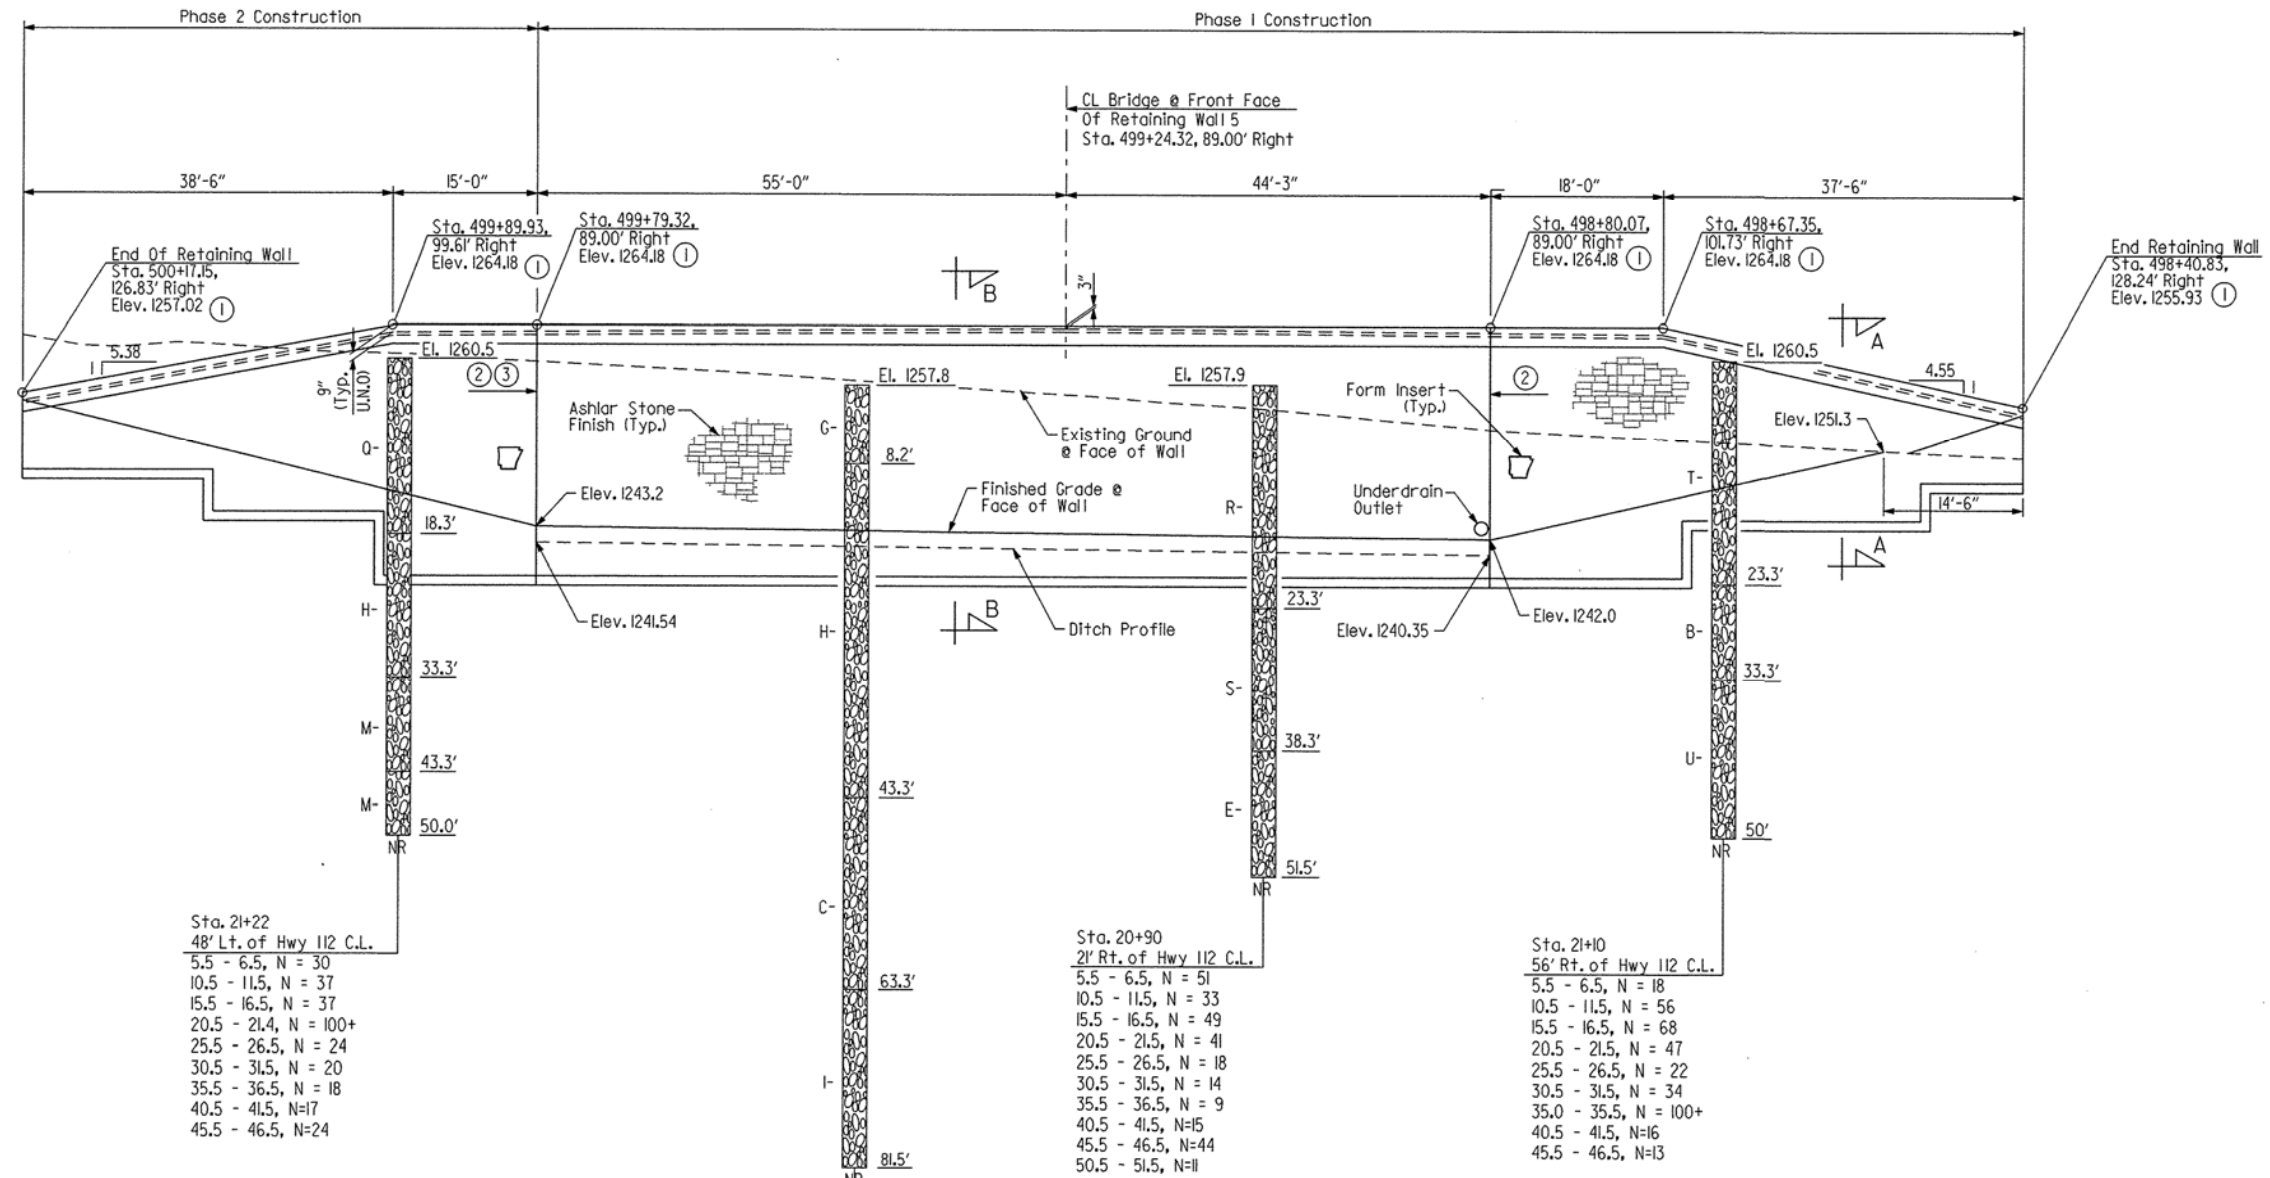 Phase 2 Construction
Phase 1 Construction
CL Bridge @ Front Face
Of Retaining Wall 5
Sta. 499+24.32, 89.00' Right
38'-6"
15'-0"
55'-0"
44'-3"
18'-0"
37'-6"
End Of Retaining Wall
Sta. 500+17.15,
126.83' Right
Elev. 1257.02 ①
Sta. 499+89.93,
99.61' Right
Elev. 1264.18 ①
Sta. 499+79.32,
89.00' Right
Elev. 1264.18 ①
Sta. 498+80.07,
89.00' Right
Elev. 1264.18 ①
Sta. 498+67.35,
101.73' Right
Elev. 1264.18 ①
End Retaining Wall
Sta. 498+40.83,
128.24' Right
Elev. 1255.93 ①
B
3"
A
1
5.38
9"
(Typ.
U.N.O)
El. 1260.5
② ③
El. 1257.8
El. 1257.9
②
El. 1260.5
4.55
1
Ashlar Stone
Finish (Typ.)
Existing Ground
@ Face of Wall
Form Insert
(Typ.)
Elev. 1251.3
Q-
G-
8.2'
T-
18.3'
Elev. 1243.2
Finished Grade @
Face of Wall
R-
Underdrain
Outlet
14'-6"
A
23.3'
H-
Elev. 1241.54
H-
B
Ditch Profile
23.3'
Elev. 1240.35
Elev. 1242.0
B-
33.3'
S-
33.3'
M-
38.3'
U-
43.3'
43.3'
M-
E-
50.0'
50'
NR
NR
51.5'
NR
C-
63.3'
I-
81.5'
NR
Sta. 21+22
48' Lt. of Hwy 112 C.L.
5.5 - 6.5, N = 30
10.5 - 11.5, N = 37
15.5 - 16.5, N = 37
20.5 - 21.4, N = 100+
25.5 - 26.5, N = 24
30.5 - 31.5, N = 20
35.5 - 36.5, N = 18
40.5 - 41.5, N=17
45.5 - 46.5, N=24
Sta. 20+90
21' Rt. of Hwy 112 C.L.
5.5 - 6.5, N = 51
10.5 - 11.5, N = 33
15.5 - 16.5, N = 49
20.5 - 21.5, N = 41
25.5 - 26.5, N = 18
30.5 - 31.5, N = 14
35.5 - 36.5, N = 9
40.5 - 41.5, N=15
45.5 - 46.5, N=44
50.5 - 51.5, N=11
Sta. 21+10
56' Rt. of Hwy 112 C.L.
5.5 - 6.5, N = 18
10.5 - 11.5, N = 56
15.5 - 16.5, N = 68
20.5 - 21.5, N = 47
25.5 - 26.5, N = 22
30.5 - 31.5, N = 34
35.0 - 35.5, N = 100+
40.5 - 41.5, N=16
45.5 - 46.5, N=13